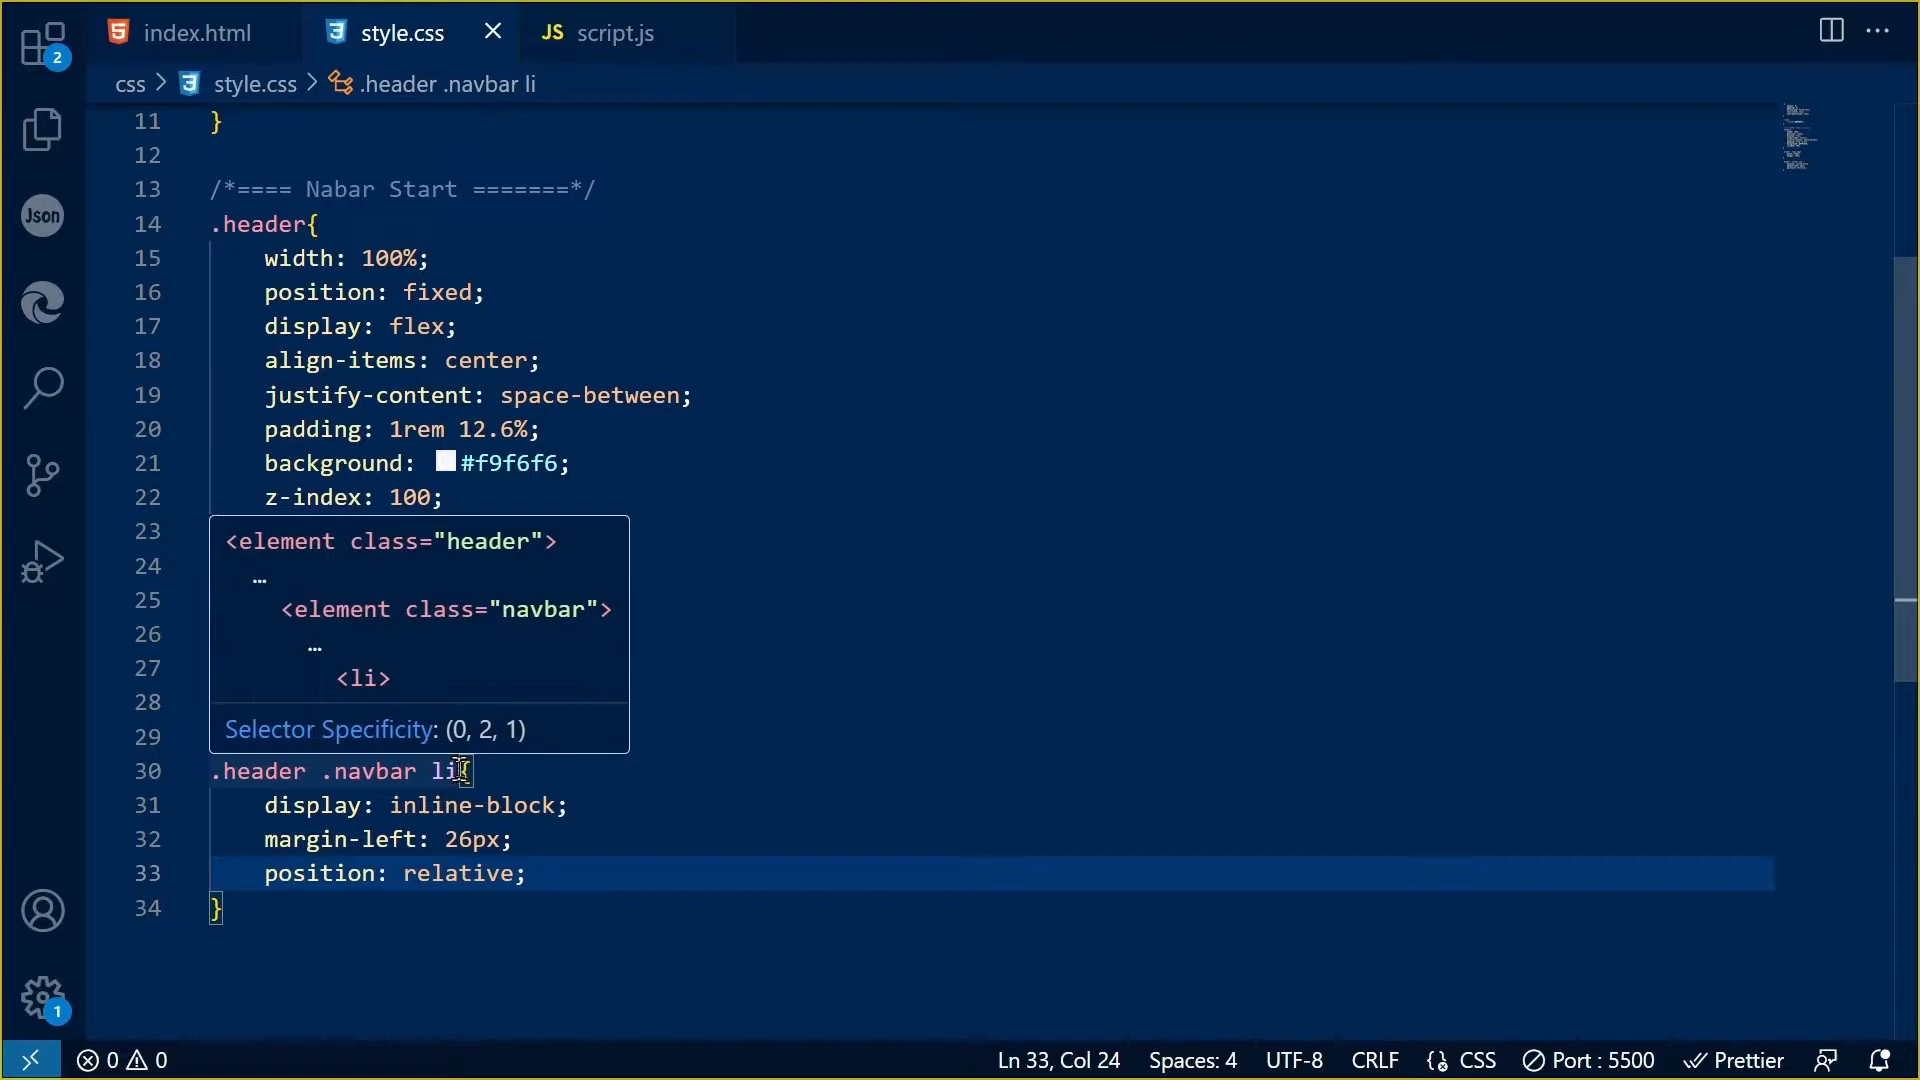 index.html
style.css
JS script.js
2
css > style.css > .header .navbar li
11 }
12
13 /*==== Nabar Start =======*/
14 .header{
15 width: 100%;
16 position: fixed;
17 display: flex;
18 align-items: center;
19 justify-content: space-between;
20 padding: 1rem 12.6%;
21 background: #f9f6f6;
22 z-index: 100;
23
24
25
26
27
28
29
<element class="header">
…
<element class="navbar">
…
<li>
Selector Specificity: (0, 2, 1)
30 .header .navbar li{
31 display: inline-block;
32 margin-left: 26px;
33 position: relative;
34 }
Json
1
0 0
Ln 33, Col 24
Spaces: 4
UTF-8
CRLF
CSS
Port : 5500
Prettier